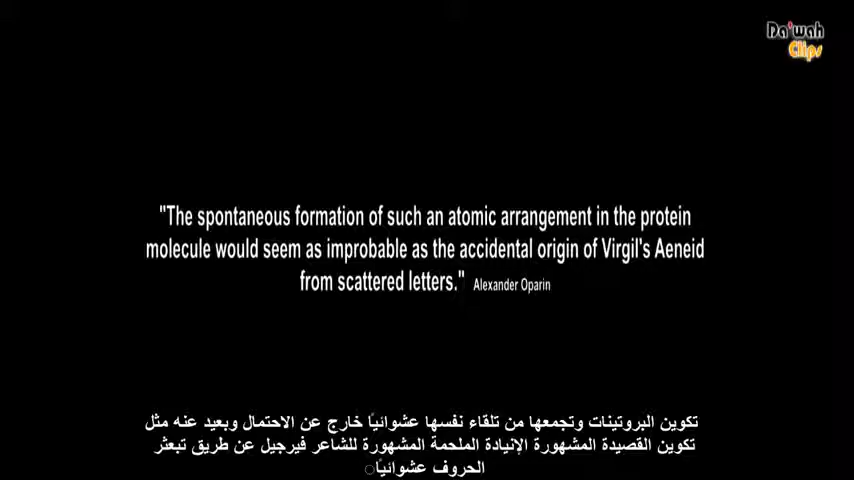 Da'wah
Clips
"The spontaneous formation of such an atomic arrangement in the protein
molecule would seem as improbable as the accidental origin of Virgil's Aeneid
from scattered letters." Alexander Oparin
تكوين البروتينات وتجمعها من تلقاء نفسها عشوائيًا خارج عن الاحتمال وبعيد عنه مثل
تكوين القصيدة المشهورة الإنيادة الملحمة المشهورة للشاعر فيرجيل عن طريق تبعثر
الحروف عشوائيًا